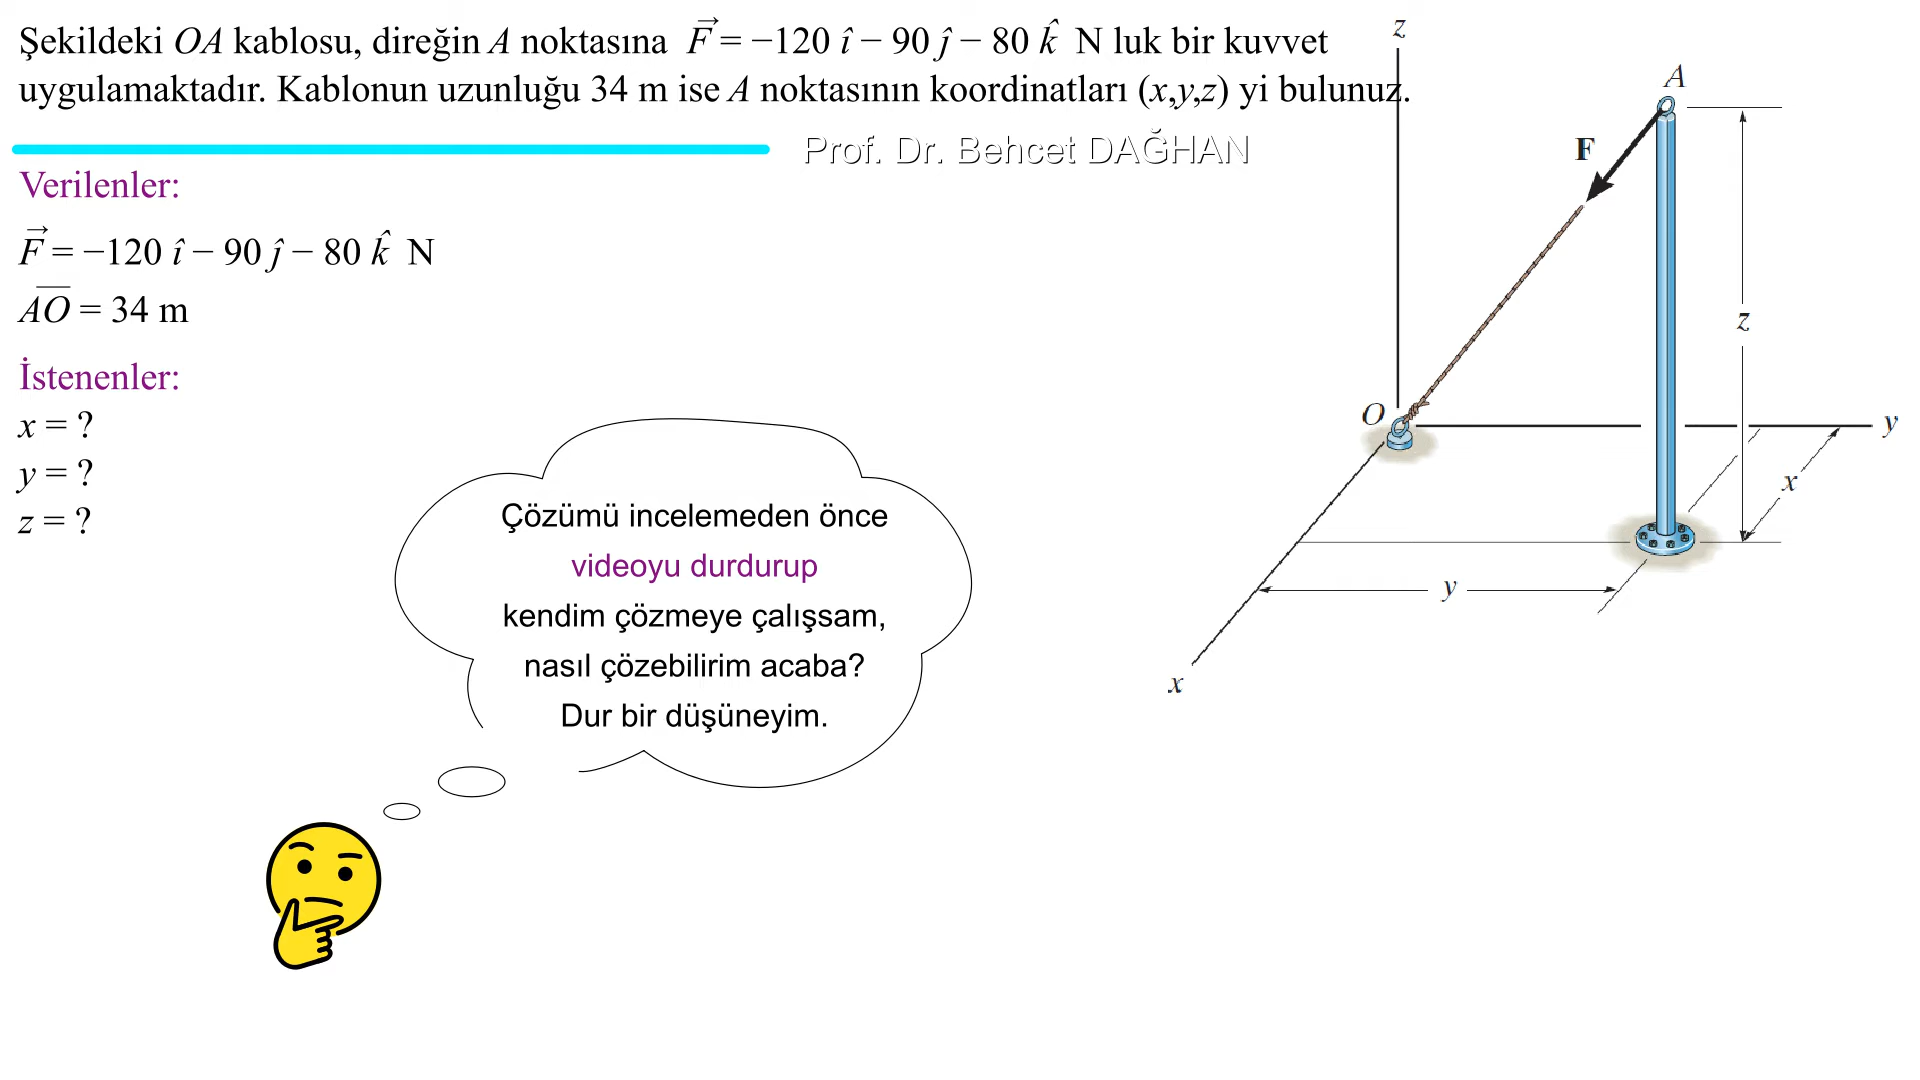 Şekildeki OA kablosu, direğin A noktasına F⃗ = −120 î − 90 ĵ − 80 k̂ N luk bir kuvvet
uygulamaktadır. Kablonun uzunluğu 34 m ise A noktasının koordinatları (x,y,z) yi bulunuz.
Prof. Dr. Behcet DAĞHAN
Verilenler:
F⃗ = −120 î − 90 ĵ − 80 k̂ N
A̅O̅ = 34 m
İstenenler:
x = ?
y = ?
z = ?
Çözümü incelemeden önce
videoyu durdurup
kendim çözmeye çalışsam,
nasıl çözebilirim acaba?
Dur bir düşüneyim.
z
A
F
z
O
y
x
y
x